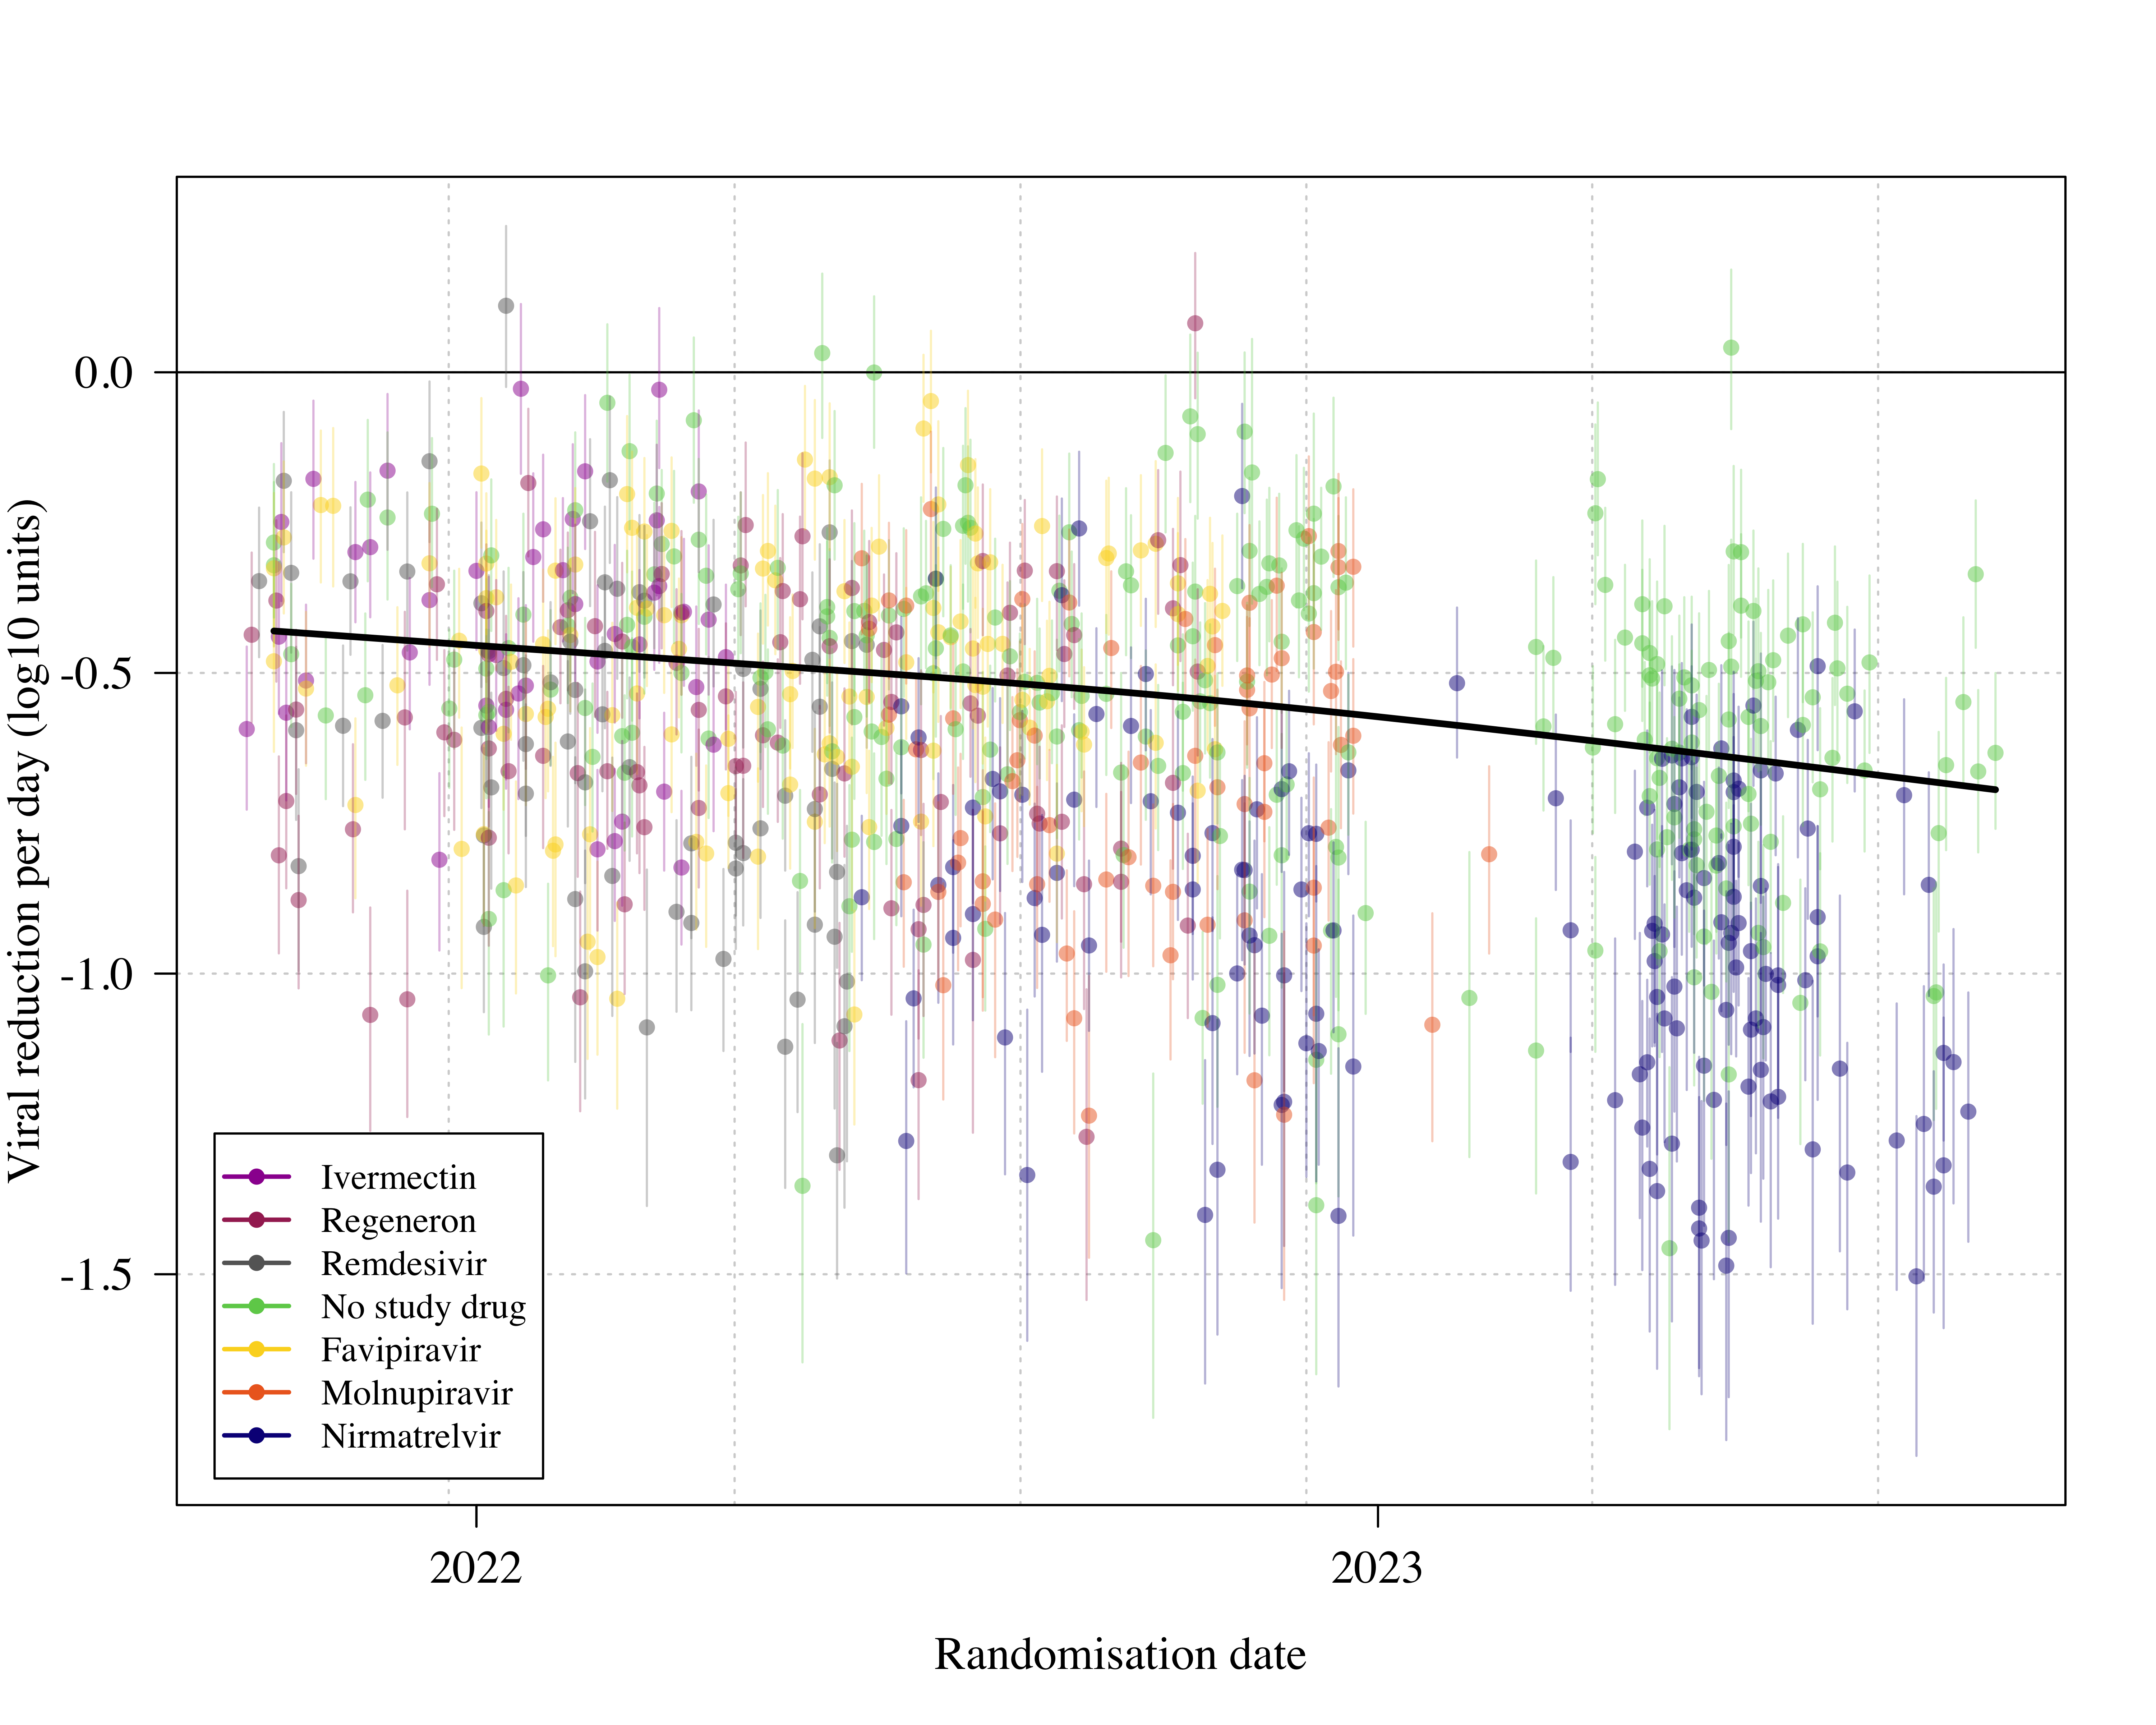 Viral reduction per day (log10 units)
0.0
-0.5
-1.0
-1.5
Ivermectin
Regeneron
Remdesivir
No study drug
Favipiravir
Molnupiravir
Nirmatrelvir
2022
2023
Randomisation date